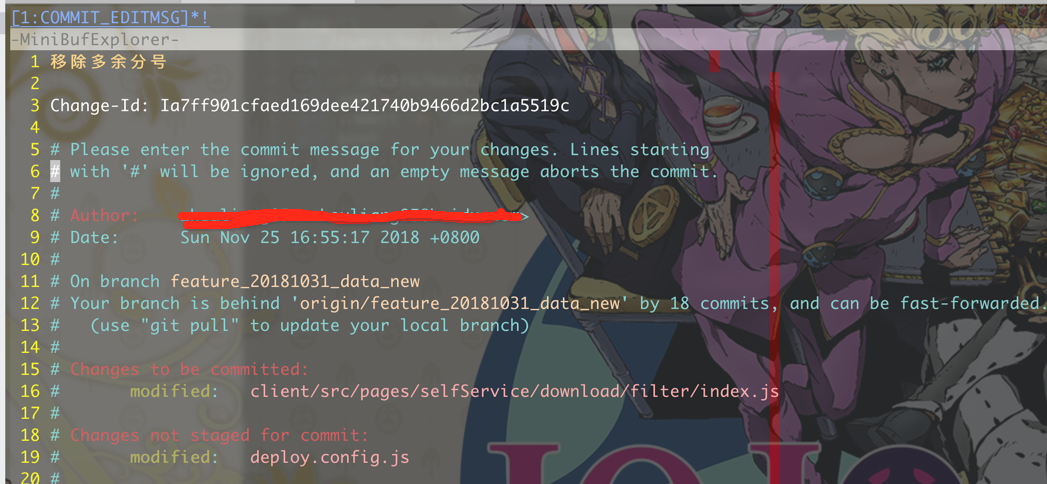 [1:COMMIT_EDITMSG]*!
-MiniBufExplorer-
1 移除多余分号
2
3 Change-Id: Ia7ff901cfaed169dee421740b9466d2bc1a5519c
4
5 # Please enter the commit message for your changes. Lines starting
6 # with '#' will be ignored, and an empty message aborts the commit.
7 #
8 # Author: >
9 # Date: Sun Nov 25 16:55:17 2018 +0800
10 #
11 # On branch feature_20181031_data_new
12 # Your branch is behind 'origin/feature_20181031_data_new' by 18 commits, and can be fast-forwarded.
13 # (use "git pull" to update your local branch)
14 #
15 # Changes to be committed:
16 # modified: client/src/pages/selfService/download/filter/index.js
17 #
18 # Changes not staged for commit:
19 # modified: deploy.config.js
20 #